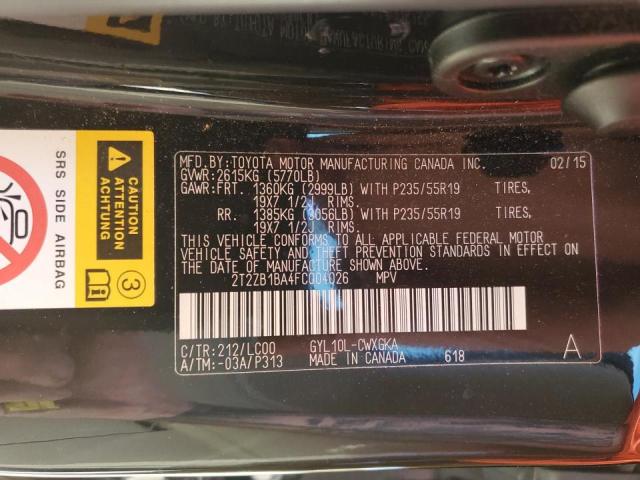 MFD.BY:TOYOTA MOTOR MANUFACTURING CANADA INC. 02/15
GVWR:2615KG (5770LB)
GAWR:FRT. 1360KG (2999LB) WITH P235/55R19 TIRES,
19X7 1/2J RIMS.
RR. 1385KG (3056LB) WITH P235/55R19 TIRES,
19X7 1/2J RIMS.
THIS VEHICLE CONFORMS TO ALL APPLICABLE FEDERAL MOTOR
VEHICLE SAFETY AND THEFT PREVENTION STANDARDS IN EFFECT ON
THE DATE OF MANUFACTURE SHOWN ABOVE.
2T2ZB1BA4FC004026 MPV
C/TR:212/LC00 GYL10L-CWXGKA
A/TM:-03A/P313 MADE IN CANADA 618 A
SRS SIDE AIRBAG
CAUTION
ATTENTION
ACHTUNG
3